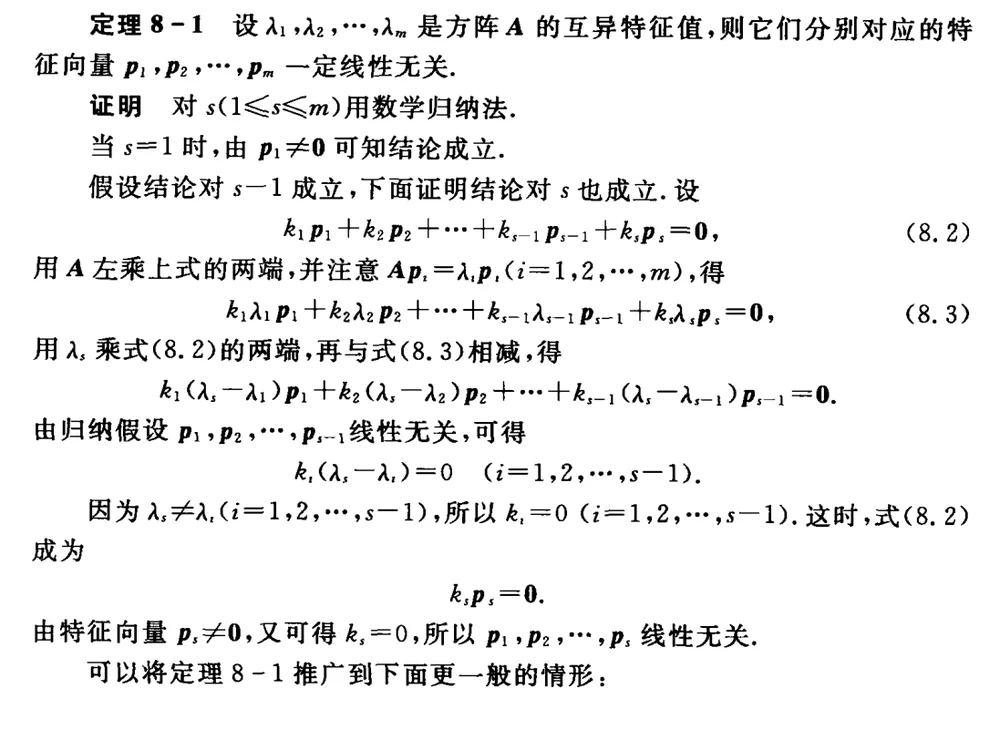 定理 8-1 设 λ₁,λ₂,⋯,λₘ 是方阵 A 的互异特征值,则它们分别对应的特
征向量 p₁,p₂,⋯,pₘ 一定线性无关.
证明 对 s(1≤s≤m)用数学归纳法.
当 s=1 时,由 p₁≠0 可知结论成立.
假设结论对 s-1 成立,下面证明结论对 s 也成立.设
k₁p₁+k₂p₂+⋯+kₛ₋₁pₛ₋₁+kₛpₛ=0, (8.2)
用 A 左乘上式的两端,并注意 Apᵢ=λᵢpᵢ(i=1,2,⋯,m),得
k₁λ₁p₁+k₂λ₂p₂+⋯+kₛ₋₁λₛ₋₁pₛ₋₁+kₛλₛpₛ=0, (8.3)
用 λₛ 乘式(8.2)的两端,再与式(8.3)相减,得
k₁(λₛ-λ₁)p₁+k₂(λₛ-λ₂)p₂+⋯+kₛ₋₁(λₛ-λₛ₋₁)pₛ₋₁=0.
由归纳假设 p₁,p₂,⋯,pₛ₋₁线性无关,可得
kᵢ(λₛ-λᵢ)=0 (i=1,2,⋯,s-1).
因为 λₛ≠λᵢ(i=1,2,⋯,s-1),所以 kᵢ=0 (i=1,2,⋯,s-1).这时,式(8.2)
成为
kₛpₛ=0.
由特征向量 pₛ≠0,又可得 kₛ=0,所以 p₁,p₂,⋯,pₛ 线性无关.
可以将定理 8-1 推广到下面更一般的情形: